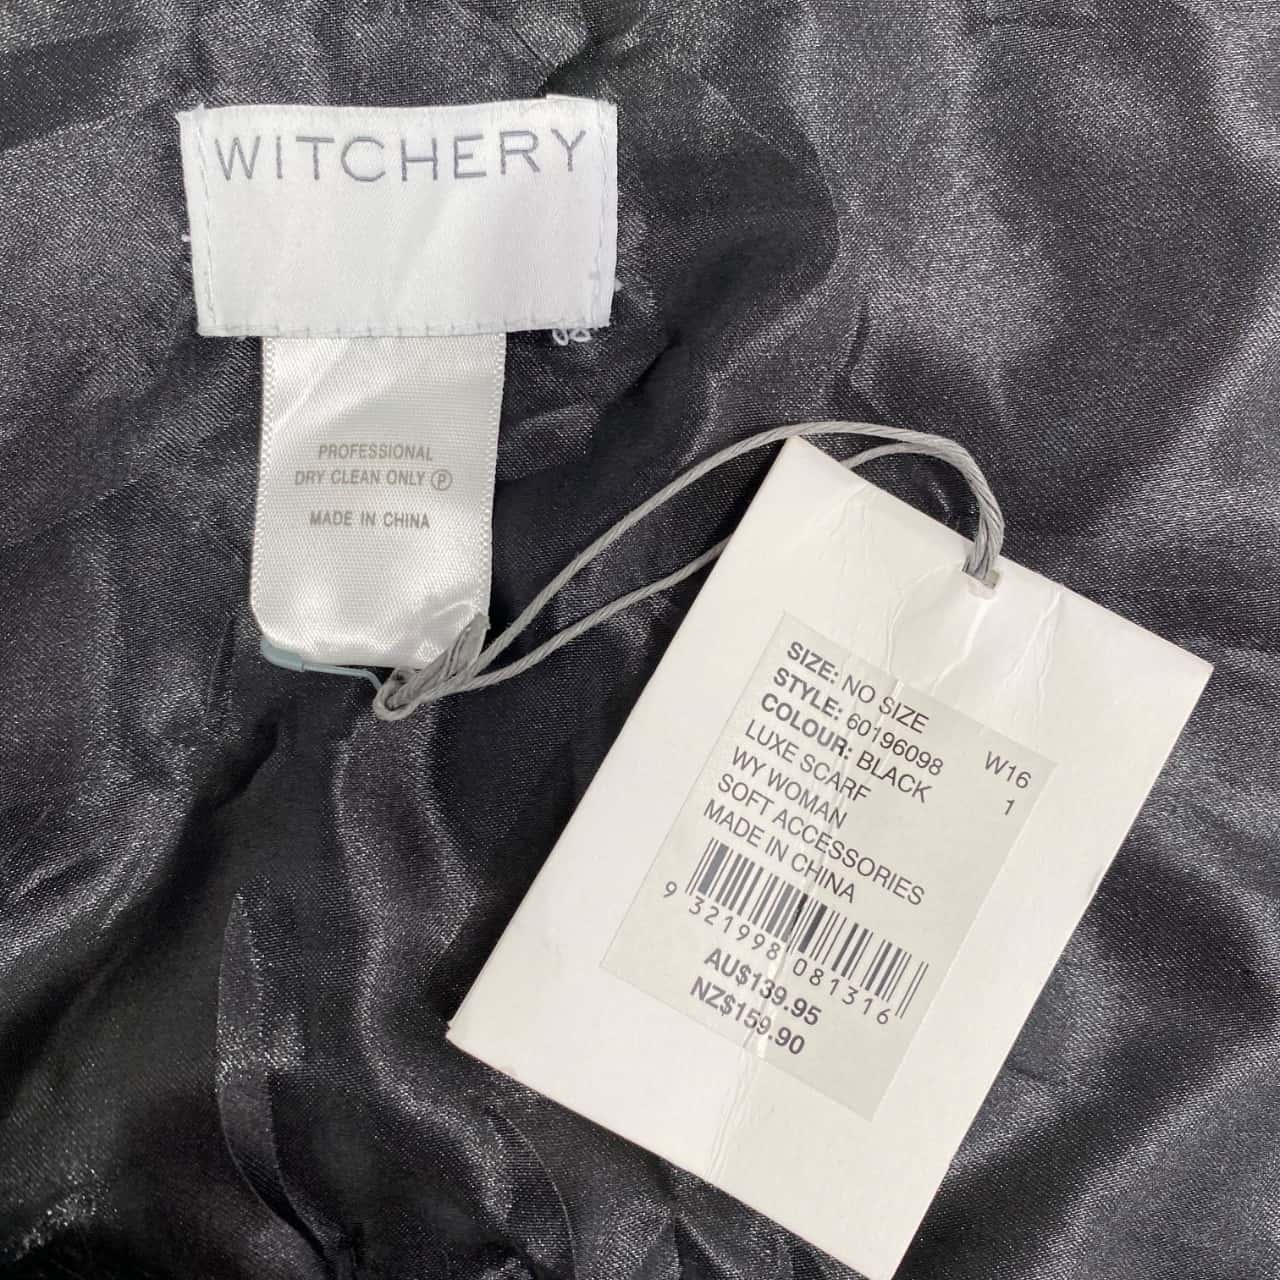 WITCHERY
PROFESSIONAL
DRY CLEAN ONLY Ⓟ
MADE IN CHINA
SIZE: NO SIZE
STYLE: 60196098 W16
COLOUR: BLACK 1
LUXE SCARF
WY WOMAN
SOFT ACCESSORIES
MADE IN CHINA
9 321998 081316
AU$139.95
NZ$159.90